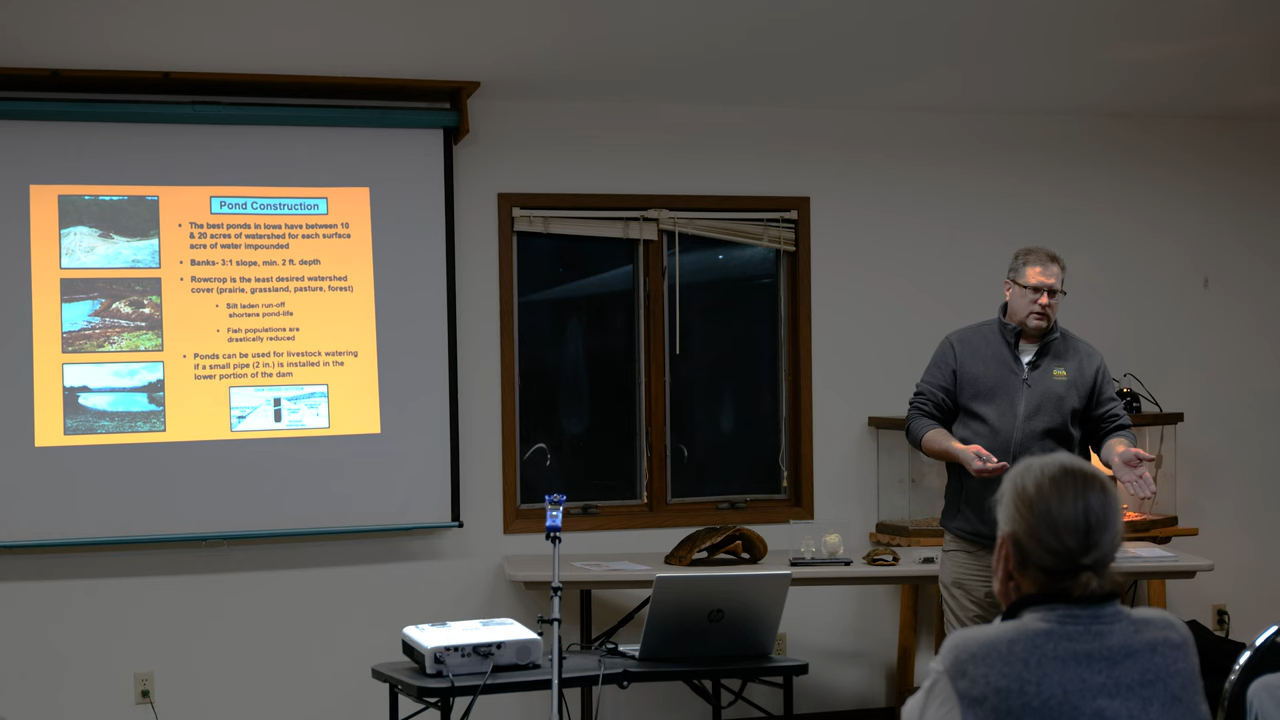 Pond Construction
• The best ponds in Iowa have between 10
& 20 acres of watershed for each surface
acre of water impounded
• Banks- 3:1 slope, min. 2 ft. depth
• Rowcrop is the least desired watershed
cover (prairie, grassland, pasture, forest)
• Silt laden run-off
shortens pond-life
• Fish populations are
drastically reduced
• Ponds can be used for livestock watering
if a small pipe (2 in.) is installed in the
lower portion of the dam
hp